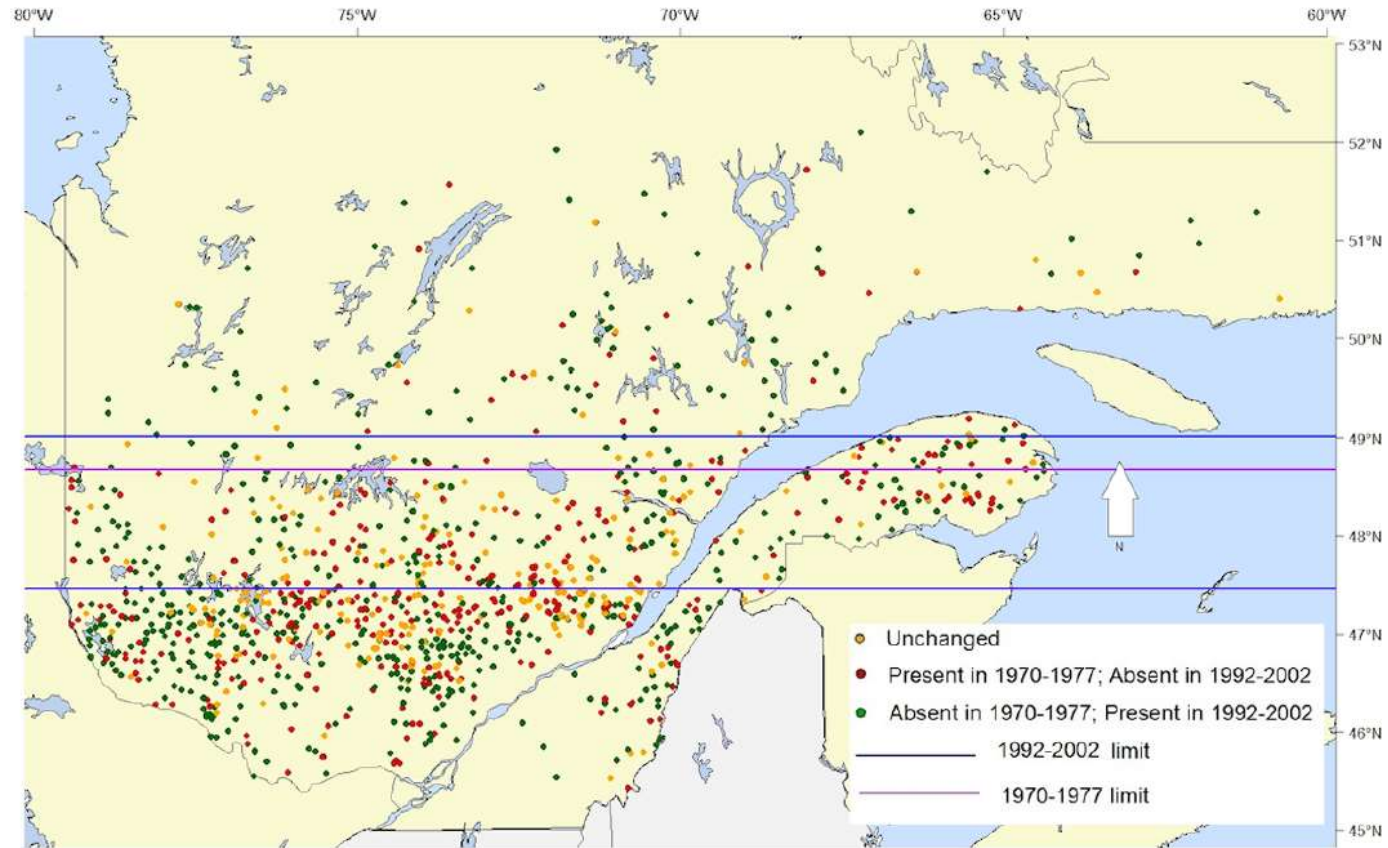 80°W 75°W 70°W 65°W 60°W
53°N
52°N
51°N
50°N
49°N
48°N
N
47°N
Unchanged
Present in 1970-1977; Absent in 1992-2002
Absent in 1970-1977; Present in 1992-2002
46°N
1992-2002 limit
1970-1977 limit
45°N